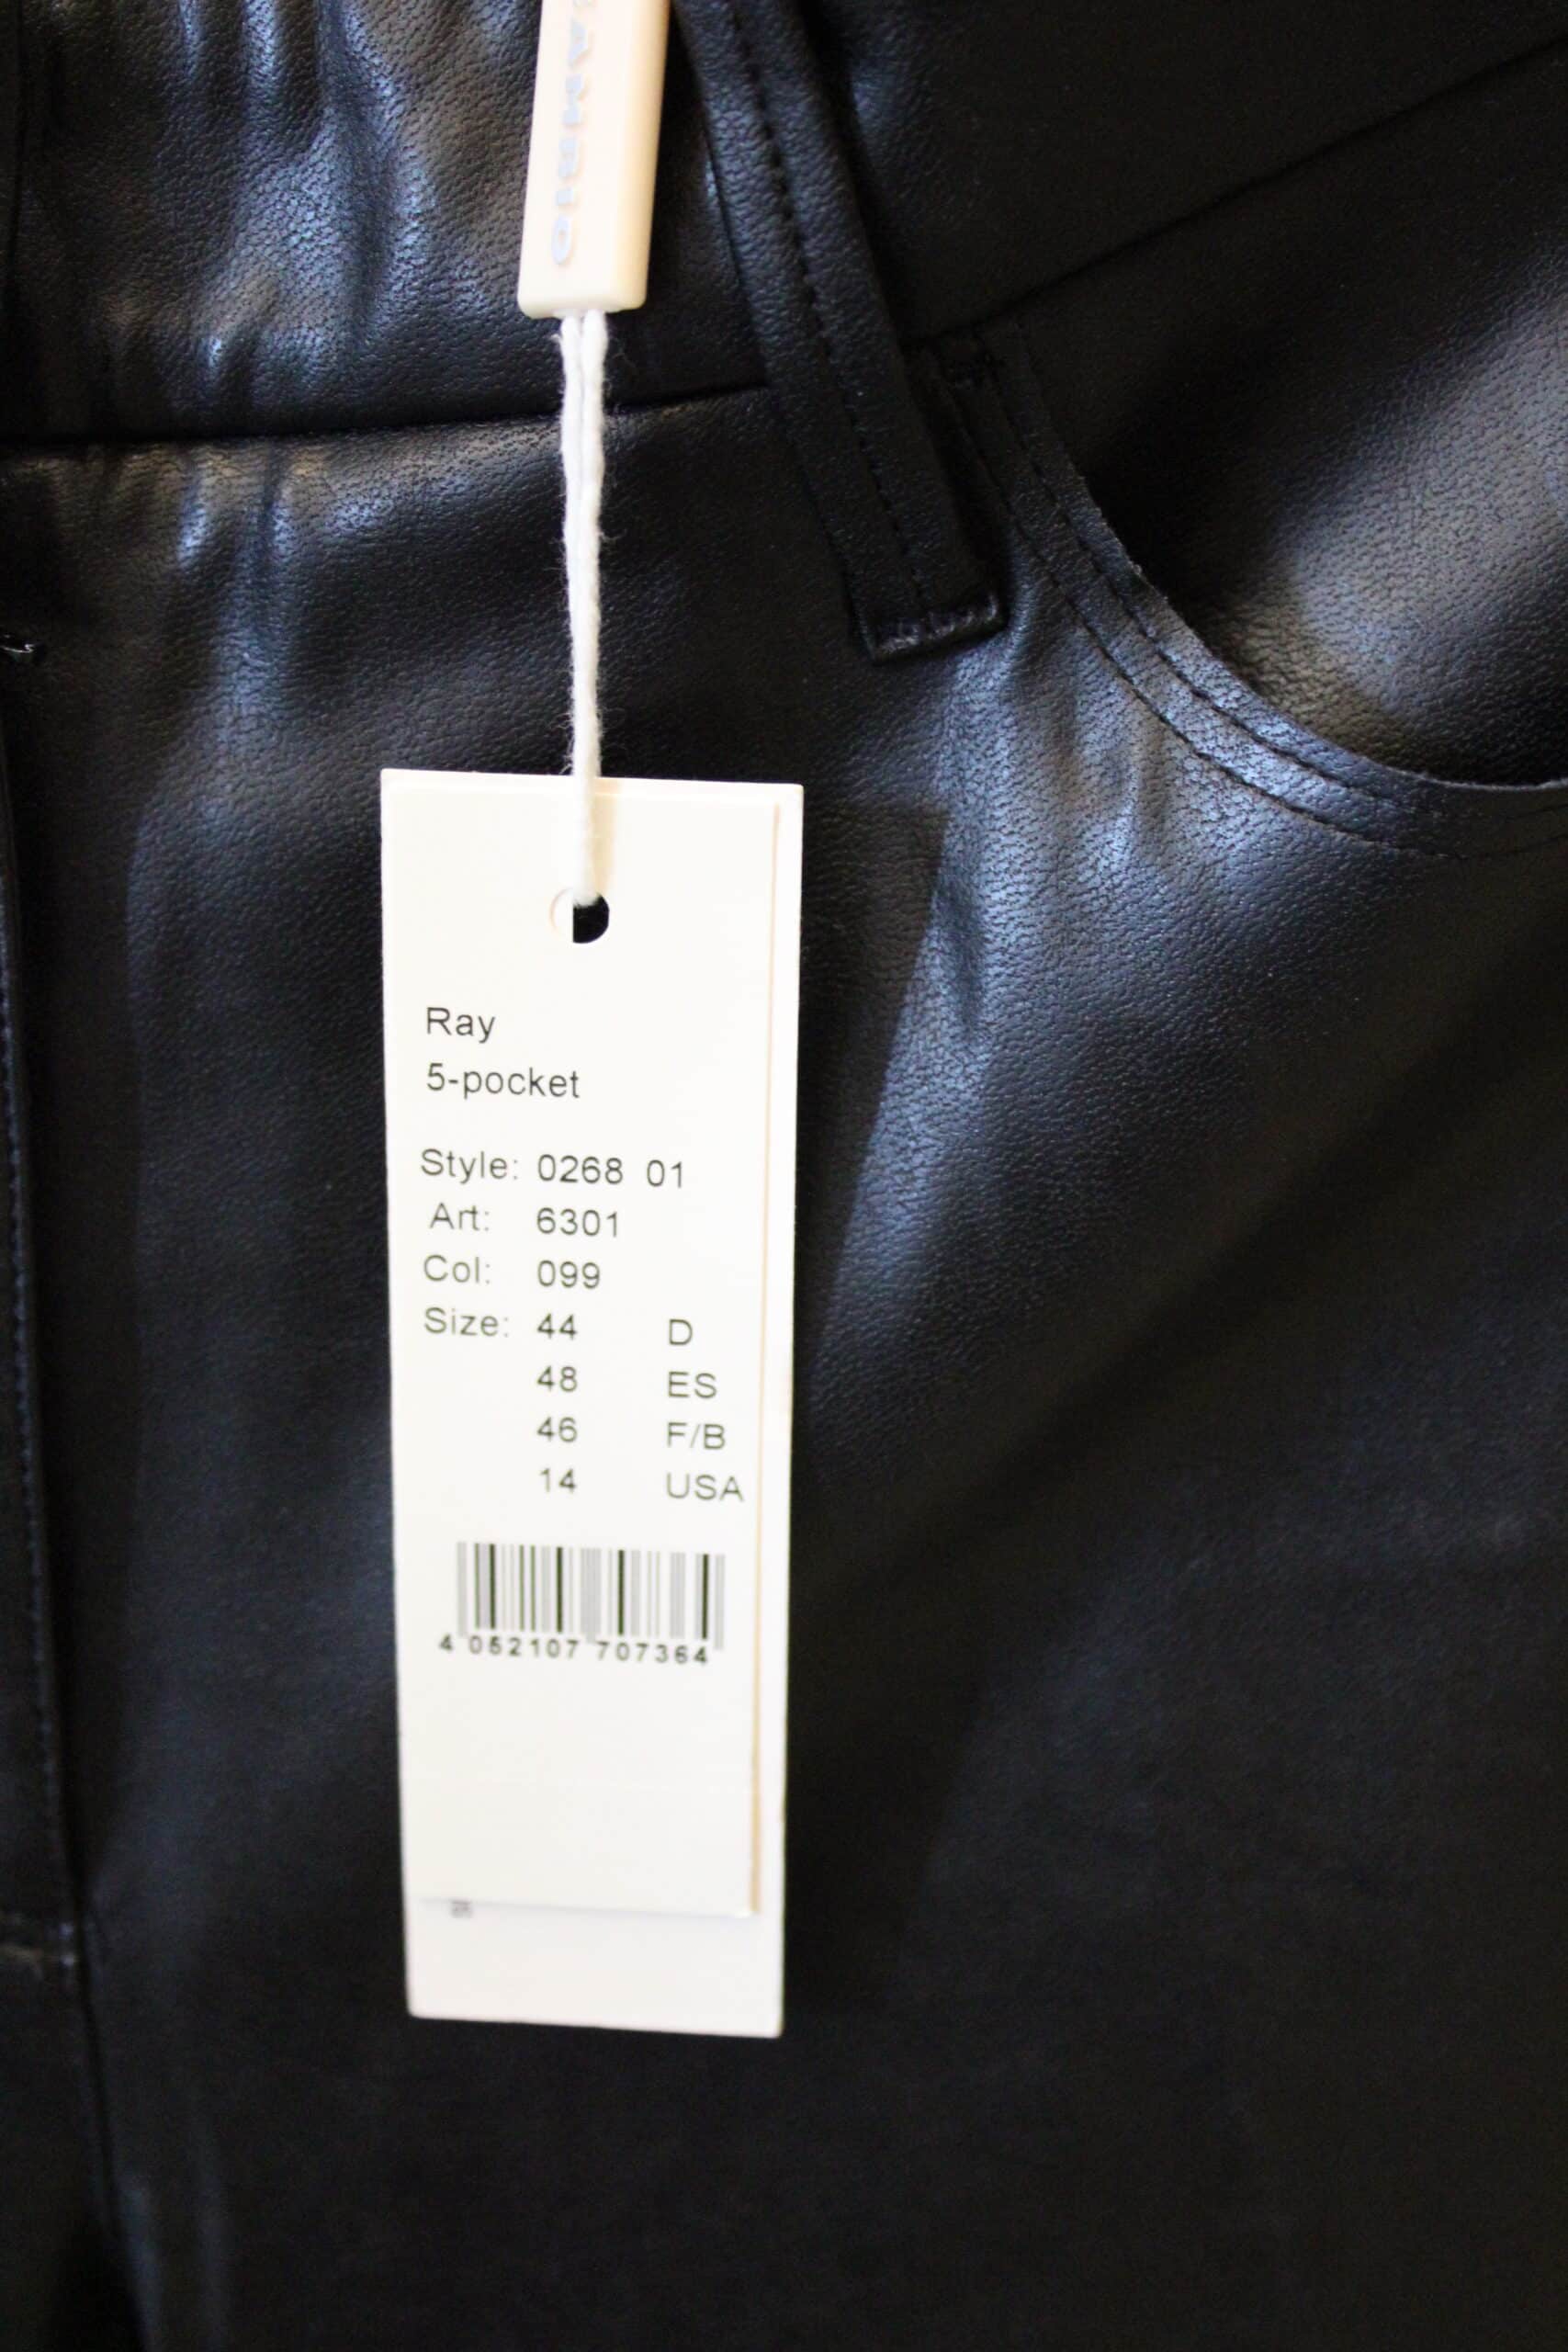 CAMBIO
Ray
5-pocket
Style: 0268 01
Art: 6301
Col: 099
Size: 44 D
48 ES
46 F/B
14 USA
4 052107 707364